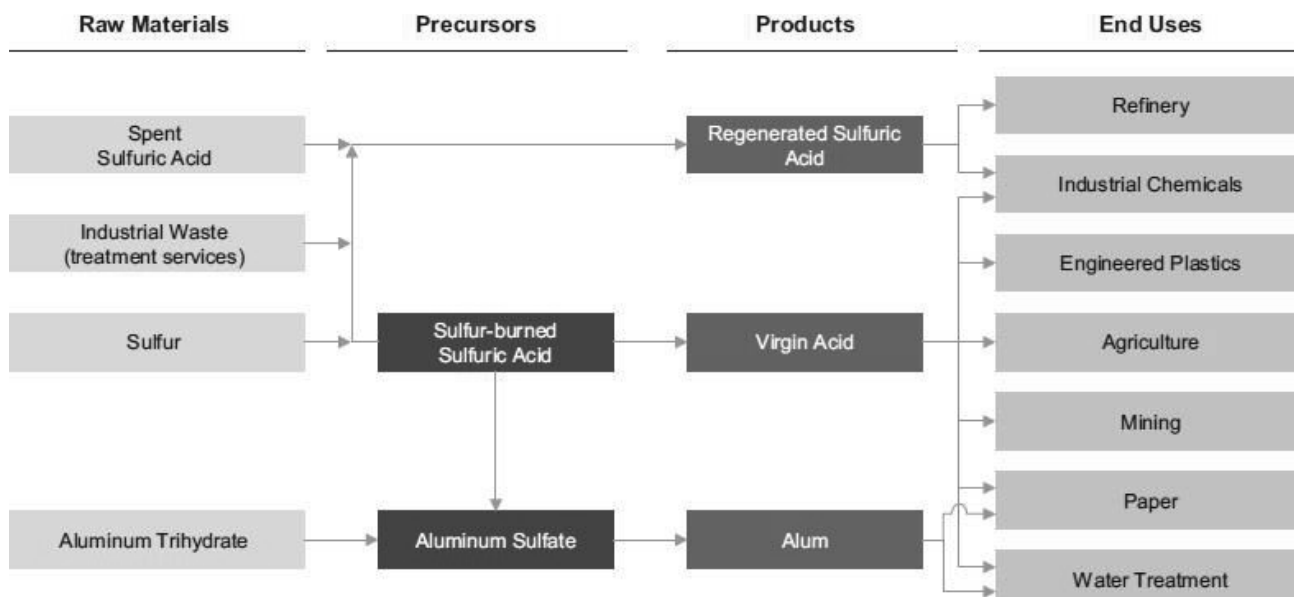 Raw Materials
Precursors
Products
End Uses
Spent
Sulfuric Acid
Regenerated Sulfuric
Acid
Refinery
Industrial Chemicals
Industrial Waste
(treatment services)
Engineered Plastics
Sulfur
Sulfur-burned
Sulfuric Acid
Virgin Acid
Agriculture
Mining
Paper
Aluminum Trihydrate
Aluminum Sulfate
Alum
Water Treatment